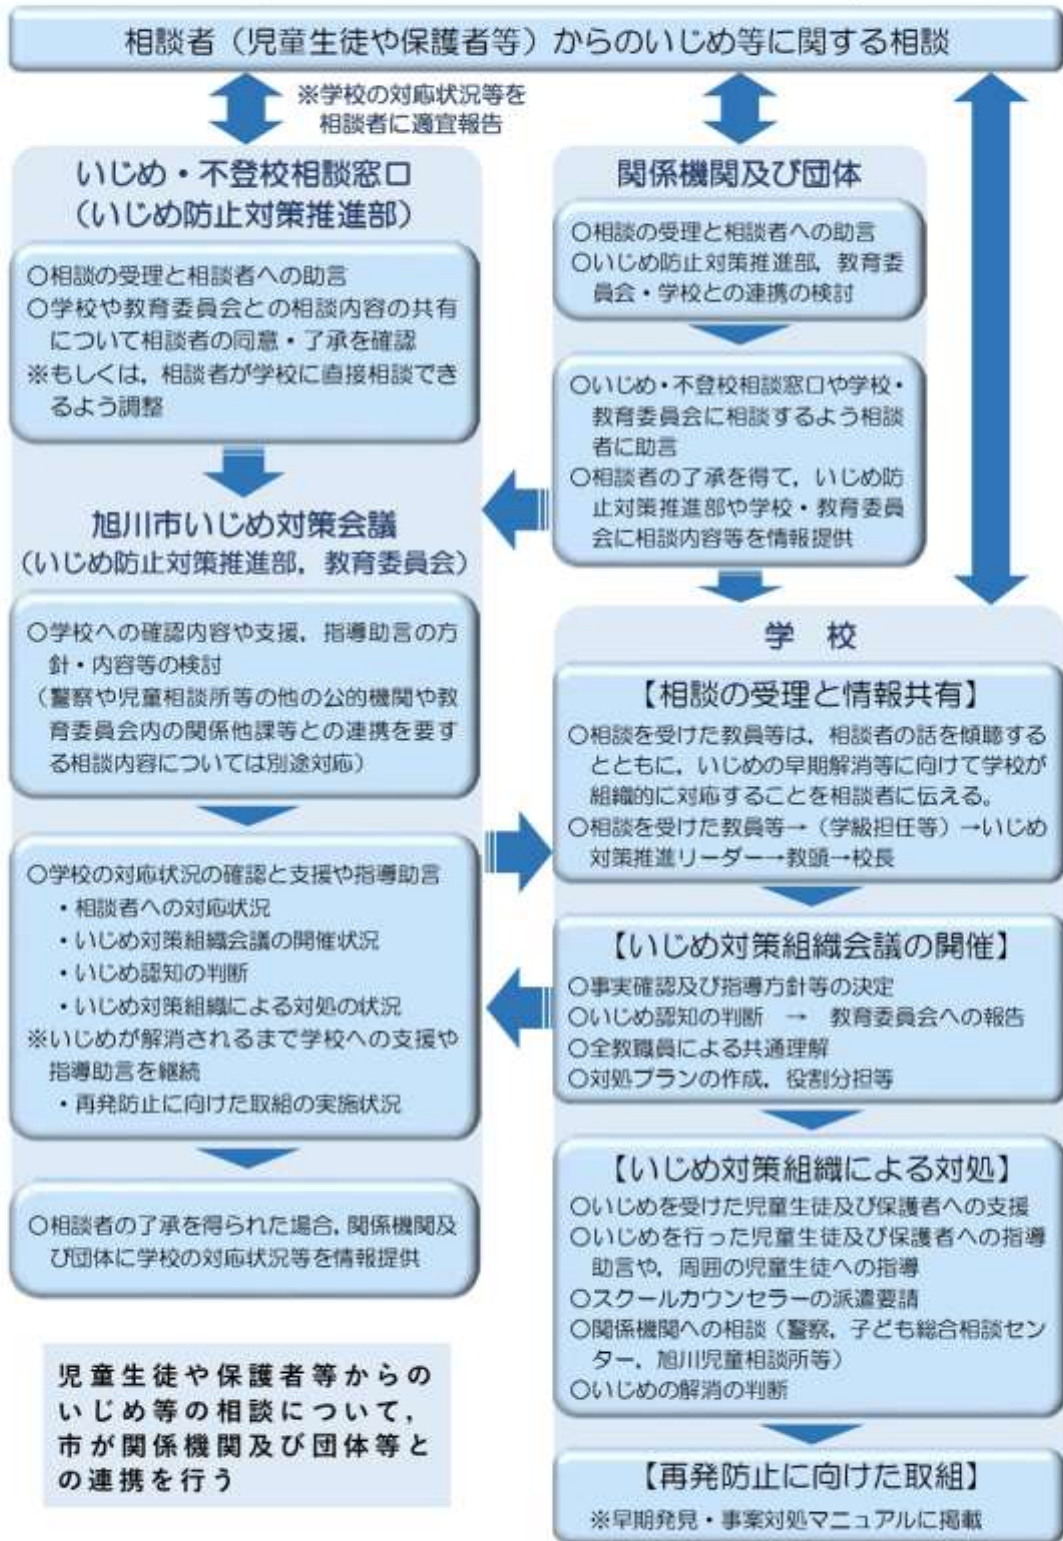 相談者（児童生徒や保護者等）からのいじめ等に関する相談
※学校の対応状況等を
相談者に適宜報告
いじめ・不登校相談窓口
（いじめ防止対策推進部）
○相談の受理と相談者への助言
○学校や教育委員会との相談内容の共有
について相談者の同意・了承を確認
※もしくは，相談者が学校に直接相談でき
るよう調整
旭川市いじめ対策会議
（いじめ防止対策推進部，教育委員会）
○学校への確認内容や支援，指導助言の方
針・内容等の検討
（警察や児童相談所等の他の公的機関や教
育委員会内の関係他課等との連携を要す
る相談内容については別途対応）
○学校の対応状況の確認と支援や指導助言
・相談者への対応状況
・いじめ対策組織会議の開催状況
・いじめ認知の判断
・いじめ対策組織による対処の状況
※いじめが解消されるまで学校への支援や
指導助言を継続
・再発防止に向けた取組の実施状況
○相談者の了承を得られた場合，関係機関及
び団体に学校の対応状況等を情報提供
児童生徒や保護者等からの
いじめ等の相談について，
市が関係機関及び団体等と
の連携を行う
関係機関及び団体
○相談の受理と相談者への助言
○いじめ防止対策推進部，教育委
員会・学校との連携の検討
○いじめ・不登校相談窓口や学校・
教育委員会に相談するよう相談
者に助言
○相談者の了承を得て，いじめ防
止対策推進部や学校・教育委員
会に相談内容等を情報提供
学　校
【相談の受理と情報共有】
○相談を受けた教員等は，相談者の話を傾聴する
とともに，いじめの早期解消等に向けて学校が
組織的に対応することを相談者に伝える。
○相談を受けた教員等→（学級担任等）→いじめ
対策推進リーダー→教頭→校長
【いじめ対策組織会議の開催】
○事実確認及び指導方針等の決定
○いじめ認知の判断　→　教育委員会への報告
○全教職員による共通理解
○対処プランの作成，役割分担等
【いじめ対策組織による対処】
○いじめを受けた児童生徒及び保護者への支援
○いじめを行った児童生徒及び保護者への指導
助言や，周囲の児童生徒への指導
○スクールカウンセラーの派遣要請
○関係機関への相談（警察，子ども総合相談セン
ター，旭川児童相談所等）
○いじめの解消の判断
【再発防止に向けた取組】
※早期発見・事案対処マニュアルに掲載